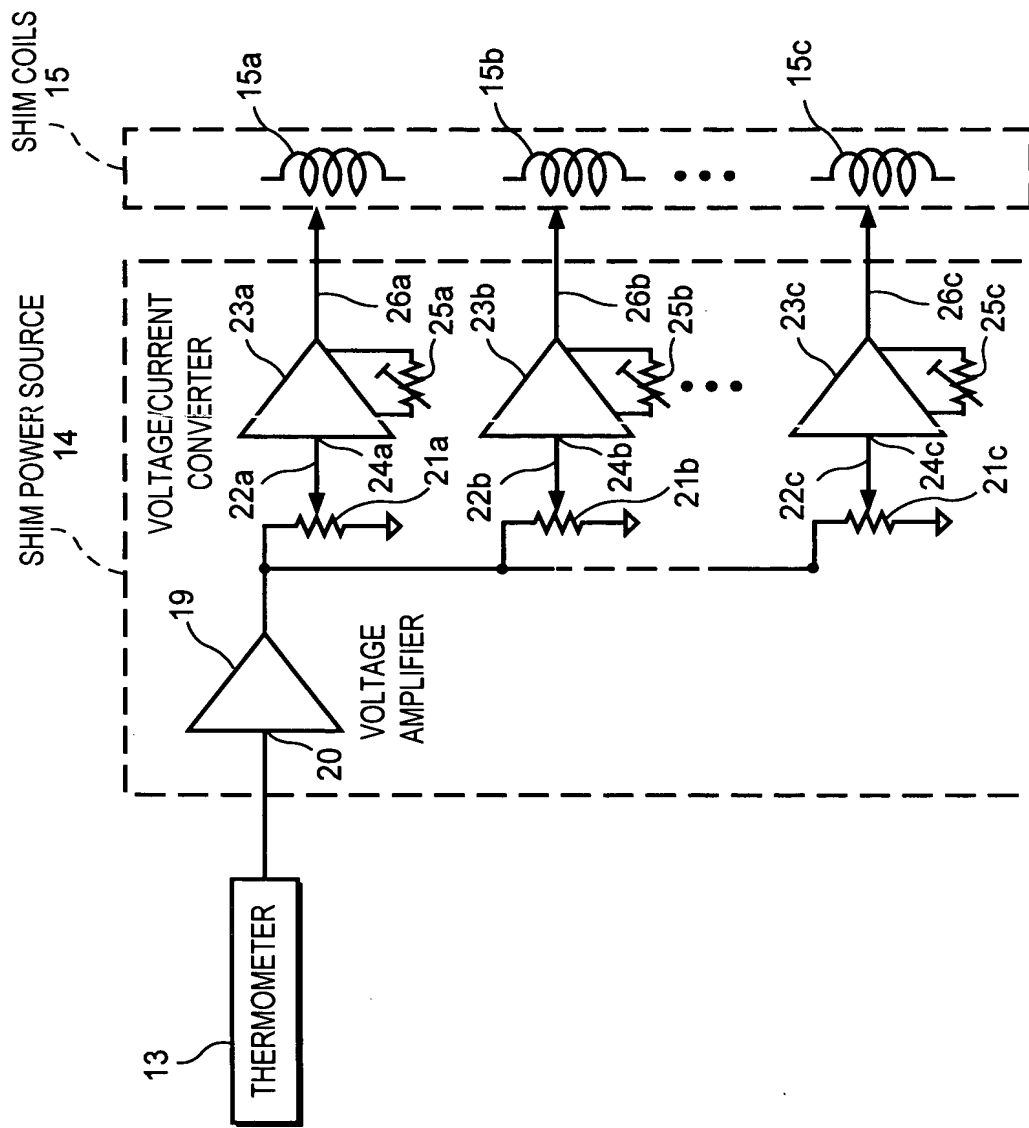 SHIM COILS
15
15a
15b
15c
SHIM POWER SOURCE
14
VOLTAGE/CURRENT
CONVERTER
23a
26a
25a
22a
24a
21a
23b
26b
25b
22b
24b
21b
23c
26c
25c
22c
24c
21c
19
20
VOLTAGE
AMPLIFIER
13
THERMOMETER